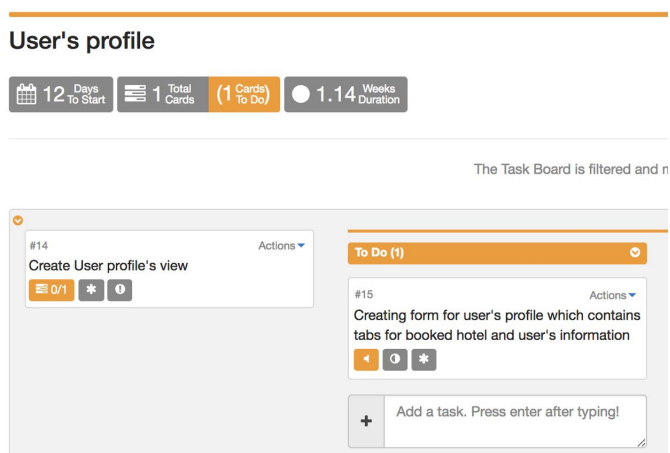 User's profile
12 Days To Start
1 Total Cards
(1 Cards To Do)
1.14 Weeks Duration
The Task Board is filtered and
#14 Actions
Create User profile's view
0/1
To Do (1)
#15 Actions
Creating form for user's profile which contains
tabs for booked hotel and user's information
Add a task. Press enter after typing!